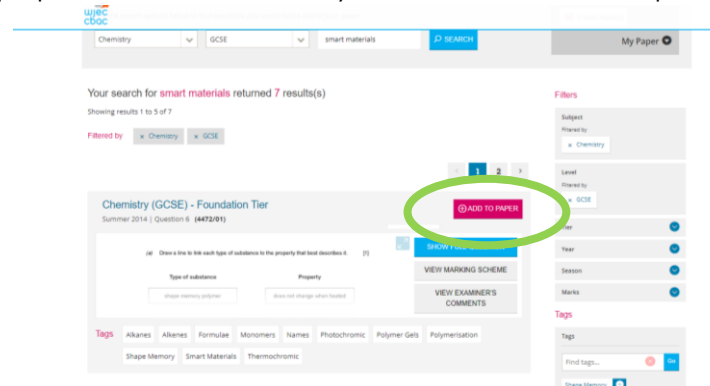 wjec
cbac
Chemistry
GCSE
smart materials
SEARCH
My Paper
Your search for smart materials returned 7 results(s)
Showing results 1 to 5 of 7
Filtered by x Chemistry x GCSE
1 2 >
Chemistry (GCSE) - Foundation Tier
Summer 2014 | Question 6 (4472/01)
ADD TO PAPER
(a) Draw a line to link each type of substance to the property that best describes it. [1]
Type of substance Property
shape memory polymer does not change when heated
SHOW
VIEW MARKING SCHEME
VIEW EXAMINER'S
COMMENTS
Tags Alkanes Alkenes Formulae Monomers Names Photochromic Polymer Gels Polymerisation
Shape Memory Smart Materials Thermochromic
Filters
Subject
Filtered by
x Chemistry
Level
Filtered by
x GCSE
Year
Season
Marks
Tags
Tags
Find tags...
Go
Shape Memory